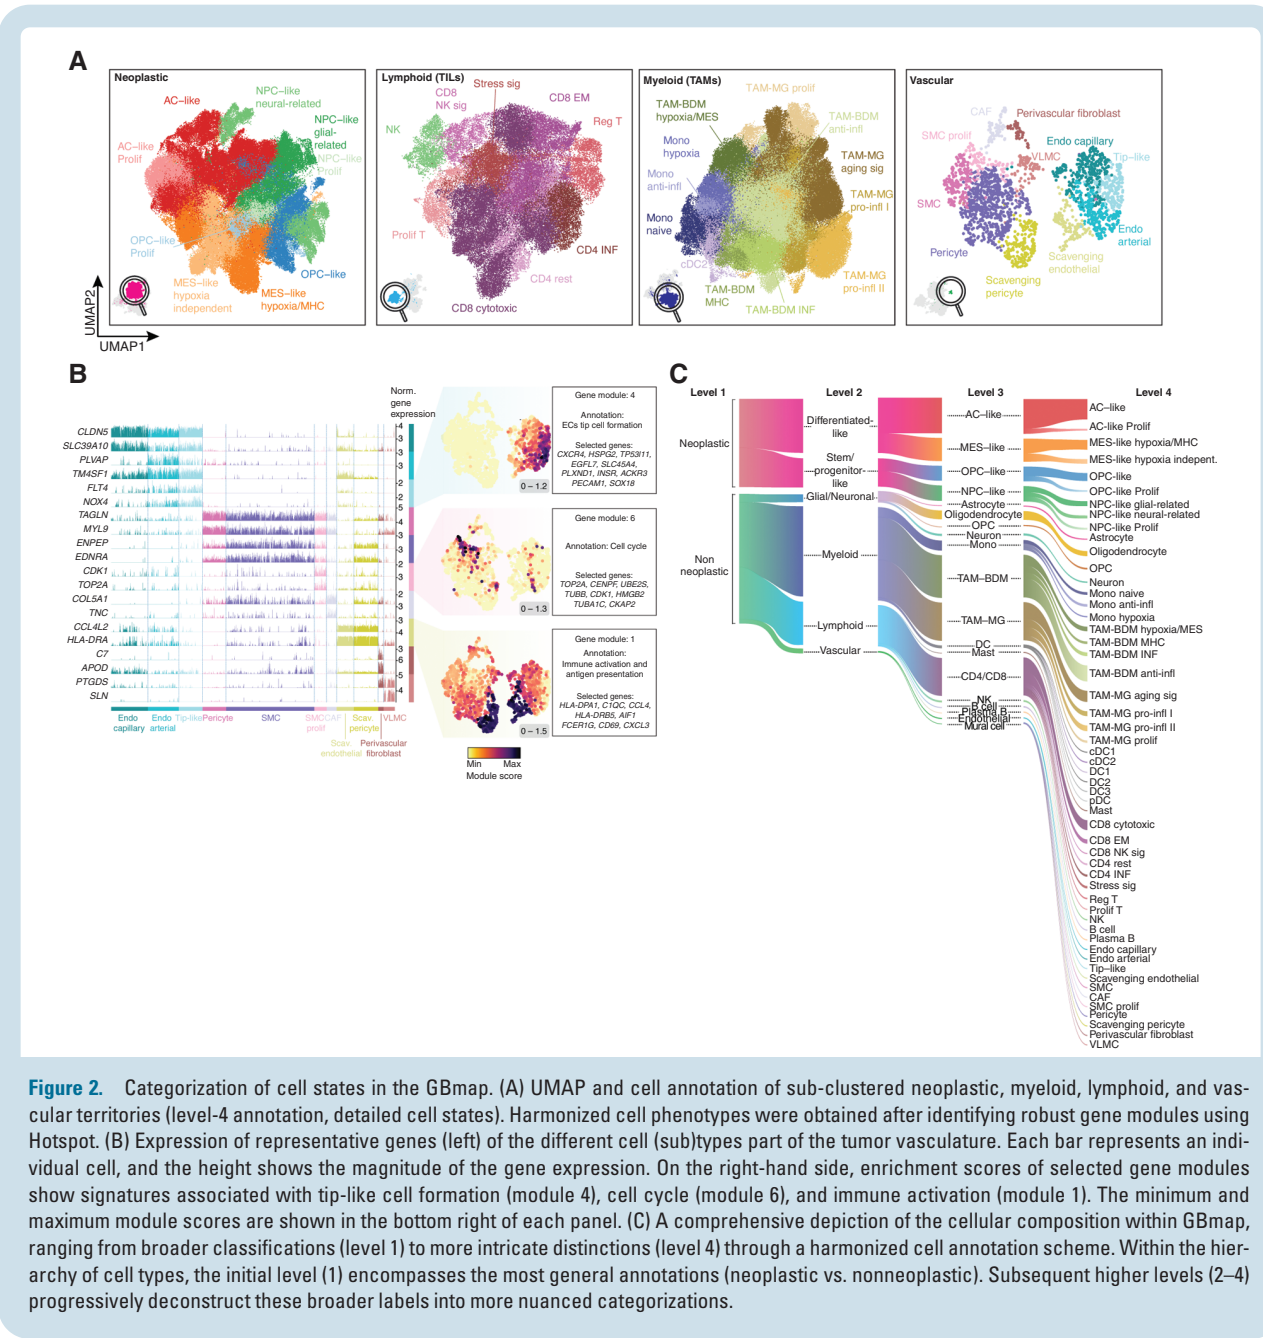 A
Neoplastic
AC–like
NPC–like
neural-related
NPC–like
glial-
related
NPC–like
Prolif
AC–like
Prolif
OPC–like
Prolif
MES–like
hypoxia
independent
MES–like
hypoxia/MHC
OPC–like
UMAP2
UMAP1
Lymphoid (TILs)
Stress sig
CD8
NK sig
CD8 EM
NK
Reg T
Prolif T
CD4 INF
CD4 rest
CD8 cytotoxic
Myeloid (TAMs)
TAM-MG prolif
TAM-BDM
hypoxia/MES
TAM-BDM
anti-infl
Mono
hypoxia
TAM-MG
aging sig
Mono
anti-infl
TAM-MG
pro-infl I
Mono
naive
cDC2
TAM-BDM
MHC
TAM-BDM INF
TAM-MG
pro-infl II
Vascular
CAF
Perivascular fibroblast
SMC prolif
Endo capillary
VLMC
Tip–like
SMC
Endo
arterial
Pericyte
Scavenging
endothelial
Scavenging
pericyte
B
Norm.
gene
expression
CLDN5
SLC39A10
PLVAP
TM4SF1
FLT4
NOX4
TAGLN
MYL9
ENPEP
EDNRA
CDK1
TOP2A
COL5A1
TNC
CCL4L2
HLA-DRA
C7
APOD
PTGDS
SLN
4
3
3
3
2
2
4
3
3
2
2
3
2
3
3
4
3
6
5
4
Endo
capillary
Endo
arterial
Tip-like
Pericyte
SMC
SMC
prolif
CAF
Scav.
endothelial
Scav.
pericyte
Perivascular
fibroblast
VLMC
0 – 1.2
Gene module: 4
Annotation:
ECs tip cell formation
Selected genes:
CXCR4, HSPG2, TP53I11,
EGFL7, SLC45A4,
PLXND1, INSR, ACKR3
PECAM1, SOX18
0 – 1.3
Gene module: 6
Annotation: Cell cycle
Selected genes:
TOP2A, CENPF, UBE2S,
TUBB, CDK1, HMGB2
TUBA1C, CKAP2
0 – 1.5
Gene module: 1
Annotation:
Immune activation and
antigen presentation
Selected genes:
HLA-DPA1, C1QC, CCL4,
HLA-DRB5, AIF1
FCER1G, CD69, CXCL3
Min Max
Module score
C
Level 1
Level 2
Level 3
Level 4
Neoplastic
Non
neoplastic
Differentiated-
like
Stem/
progenitor-
like
Glial/Neuronal
Myeloid
Lymphoid
Vascular
AC–like
MES–like
OPC–like
NPC–like
Astrocyte
Oligodendrocyte
OPC
Neuron
Mono
TAM–BDM
TAM–MG
DC
Mast
CD4/CD8
NK
B cell
Plasma B
Endothelial
Mural cell
AC–like
AC-like Prolif
MES-like hypoxia/MHC
MES-like hypoxia indepent.
OPC-like
OPC-like Prolif
NPC-like glial-related
NPC-like neural-related
NPC-like Prolif
Astrocyte
Oligodendrocyte
OPC
Neuron
Mono naive
Mono anti-infl
Mono hypoxia
TAM-BDM hypoxia/MES
TAM-BDM MHC
TAM-BDM INF
TAM-BDM anti-infl
TAM-MG aging sig
TAM-MG pro-infl I
TAM-MG pro-infl II
TAM-MG prolif
cDC1
cDC2
DC1
DC2
DC3
pDC
Mast
CD8 cytotoxic
CD8 EM
CD8 NK sig
CD4 rest
CD4 INF
Stress sig
Reg T
Prolif T
NK
B cell
Plasma B
Endo capillary
Endo arterial
Tip–like
Scavenging endothelial
SMC
CAF
SMC prolif
Pericyte
Scavenging pericyte
Perivascular fibroblast
VLMC
Figure 2. Categorization of cell states in the GBmap. (A) UMAP and cell annotation of sub-clustered neoplastic, myeloid, lymphoid, and vas-
cular territories (level-4 annotation, detailed cell states). Harmonized cell phenotypes were obtained after identifying robust gene modules using
Hotspot. (B) Expression of representative genes (left) of the different cell (sub)types part of the tumor vasculature. Each bar represents an indi-
vidual cell, and the height shows the magnitude of the gene expression. On the right-hand side, enrichment scores of selected gene modules
show signatures associated with tip-like cell formation (module 4), cell cycle (module 6), and immune activation (module 1). The minimum and
maximum module scores are shown in the bottom right of each panel. (C) A comprehensive depiction of the cellular composition within GBmap,
ranging from broader classifications (level 1) to more intricate distinctions (level 4) through a harmonized cell annotation scheme. Within the hier-
archy of cell types, the initial level (1) encompasses the most general annotations (neoplastic vs. nonneoplastic). Subsequent higher levels (2–4)
progressively deconstruct these broader labels into more nuanced categorizations.